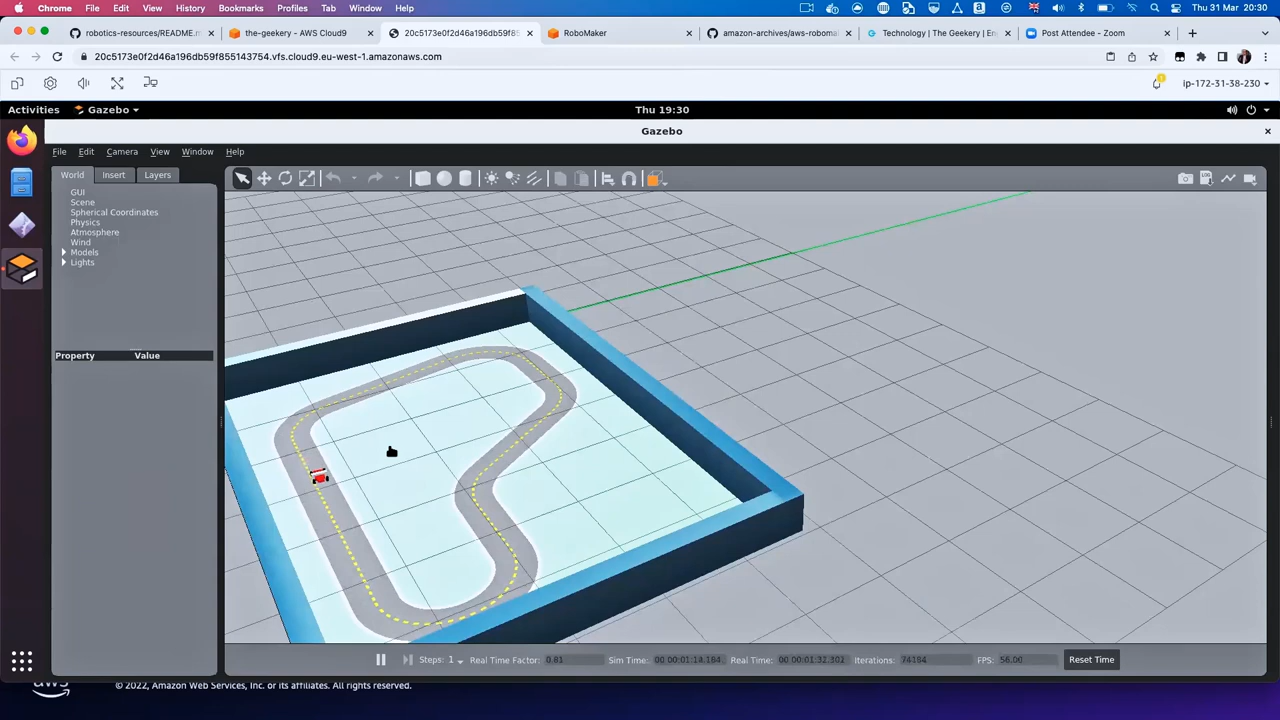 Chrome File Edit View History Bookmarks Profiles Tab Window Help Thu 31 Mar 20:30
robotics-resources/README.m the-geekery - AWS Cloud9 20c5173e0f2d46a196db59f85 RoboMaker amazon-archives/aws-robomak Technology | The Geekery | En Post Attendee - Zoom
20c5173e0f2d46a196db59f855143754.vfs.cloud9.eu-west-1.amazonaws.com
ip-172-31-38-230
Activities Gazebo Thu 19:30
Gazebo
File Edit Camera View Window Help
World Insert Layers
GUI
Scene
Spherical Coordinates
Physics
Atmosphere
Wind
Models
Lights
Property Value
Steps: 1 Real Time Factor: 0.81 Sim Time: 00 00:01:14.184 Real Time: 00 00:01:32.302 Iterations: 74184 FPS: 56.00 Reset Time
aws © 2022, Amazon Web Services, Inc. or its affiliates. All rights reserved.